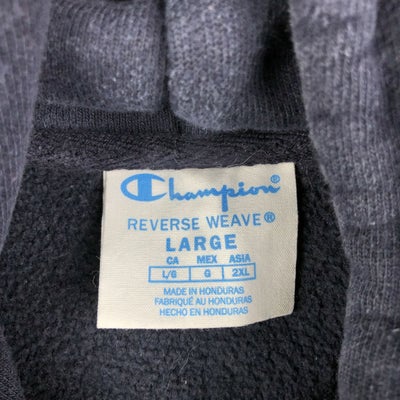 Champion
REVERSE WEAVE®
LARGE
CA MEX ASIA
L/G G 2XL
MADE IN HONDURAS
FABRIQUÉ AU HONDURAS
HECHO EN HONDURAS